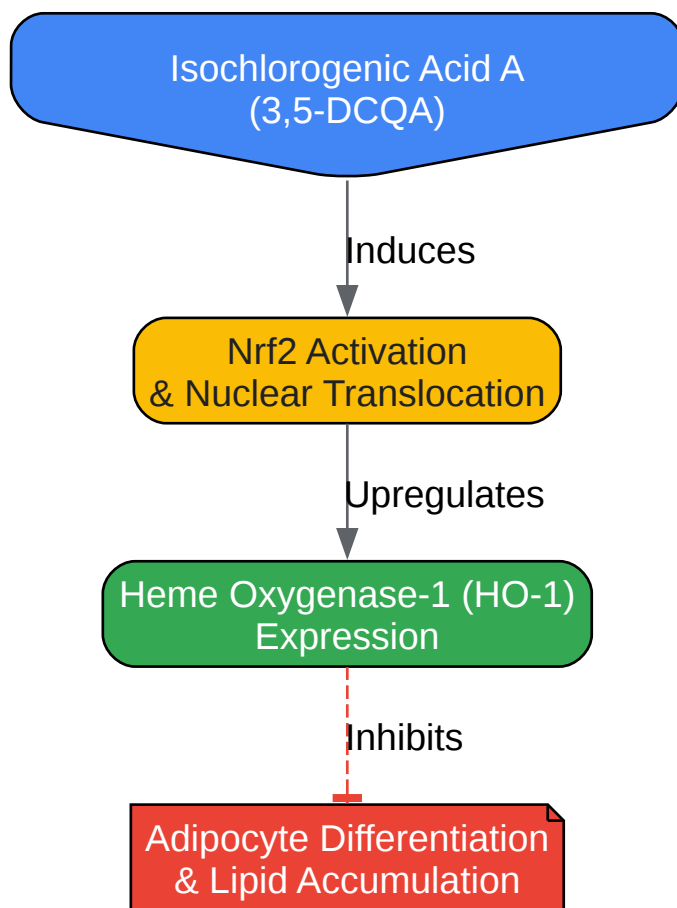 Isochlorogenic Acid A
(3,5-DCQA)
Induces
Nrf2 Activation
& Nuclear Translocation
Upregulates
Heme Oxygenase-1 (HO-1)
Expression
Inhibits
Adipocyte Differentiation
& Lipid Accumulation